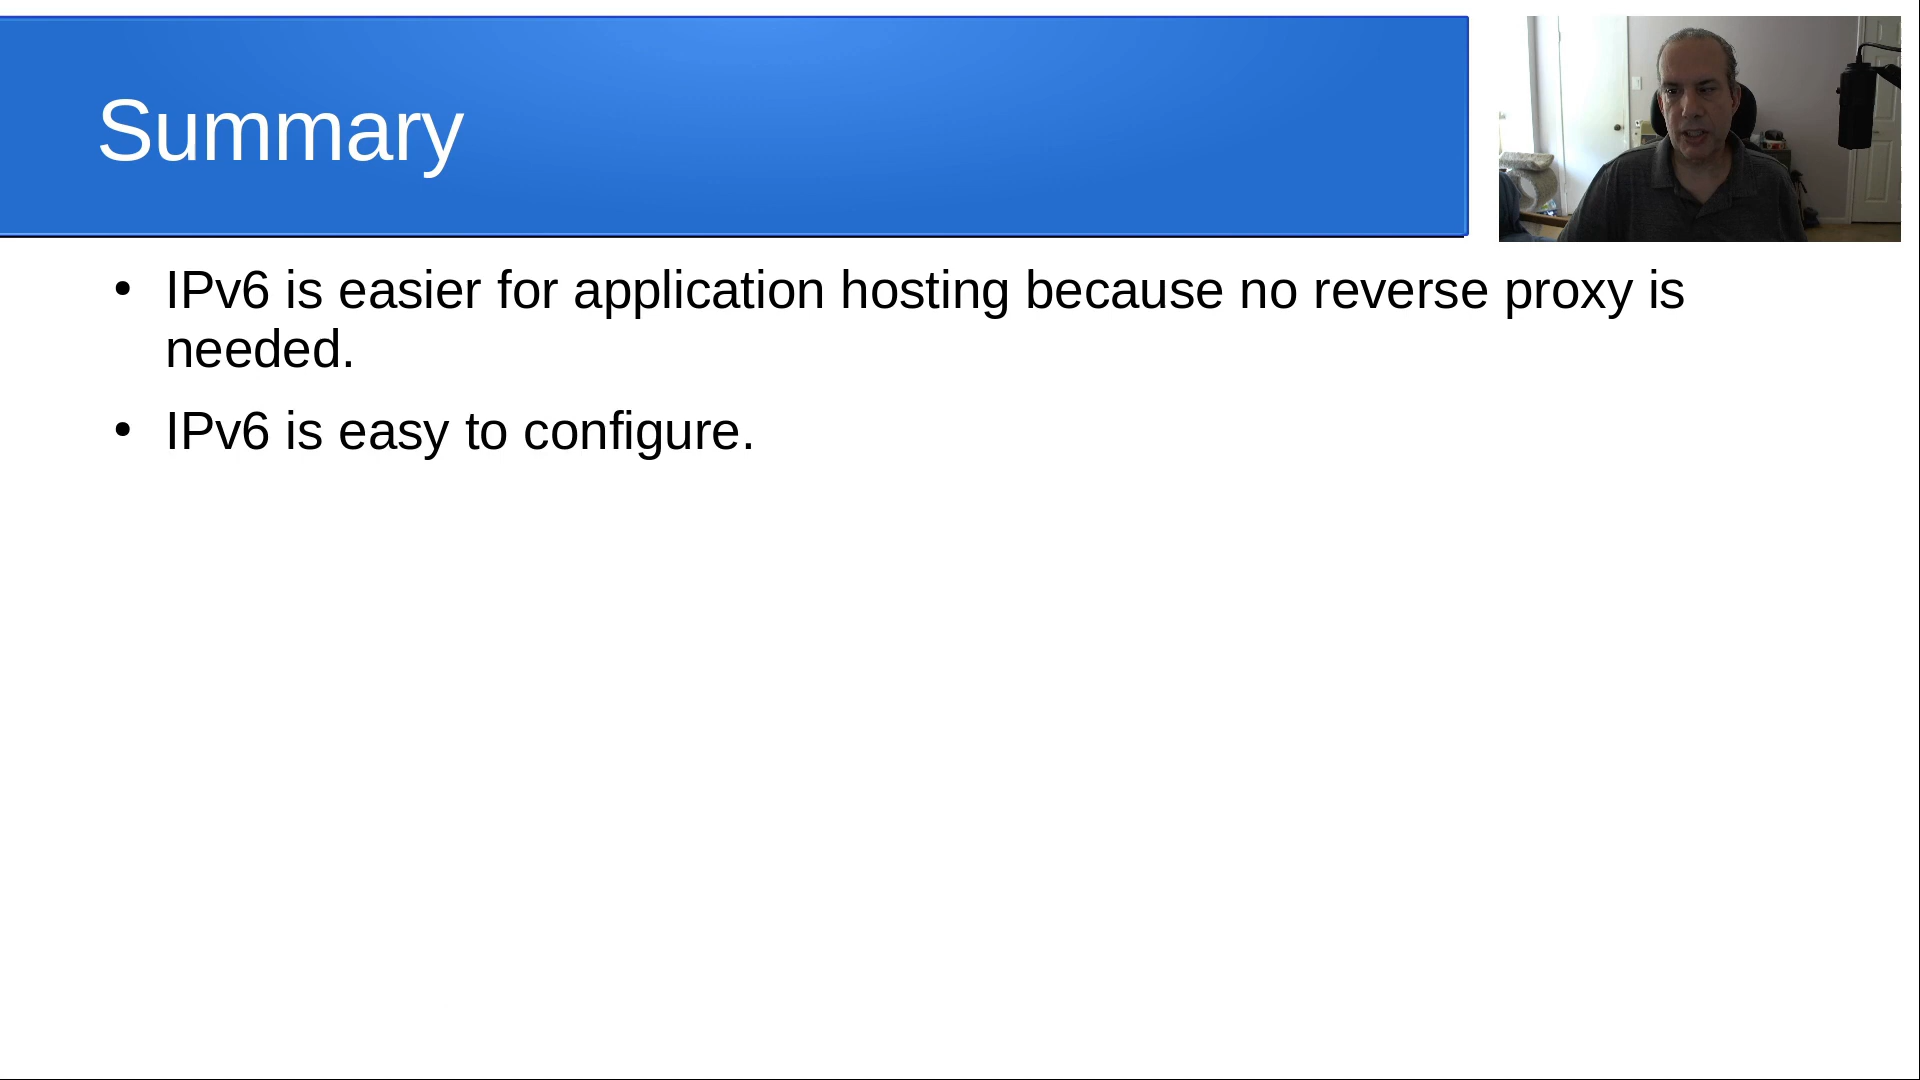 Summary
• IPv6 is easier for application hosting because no reverse proxy is
needed.
• IPv6 is easy to configure.